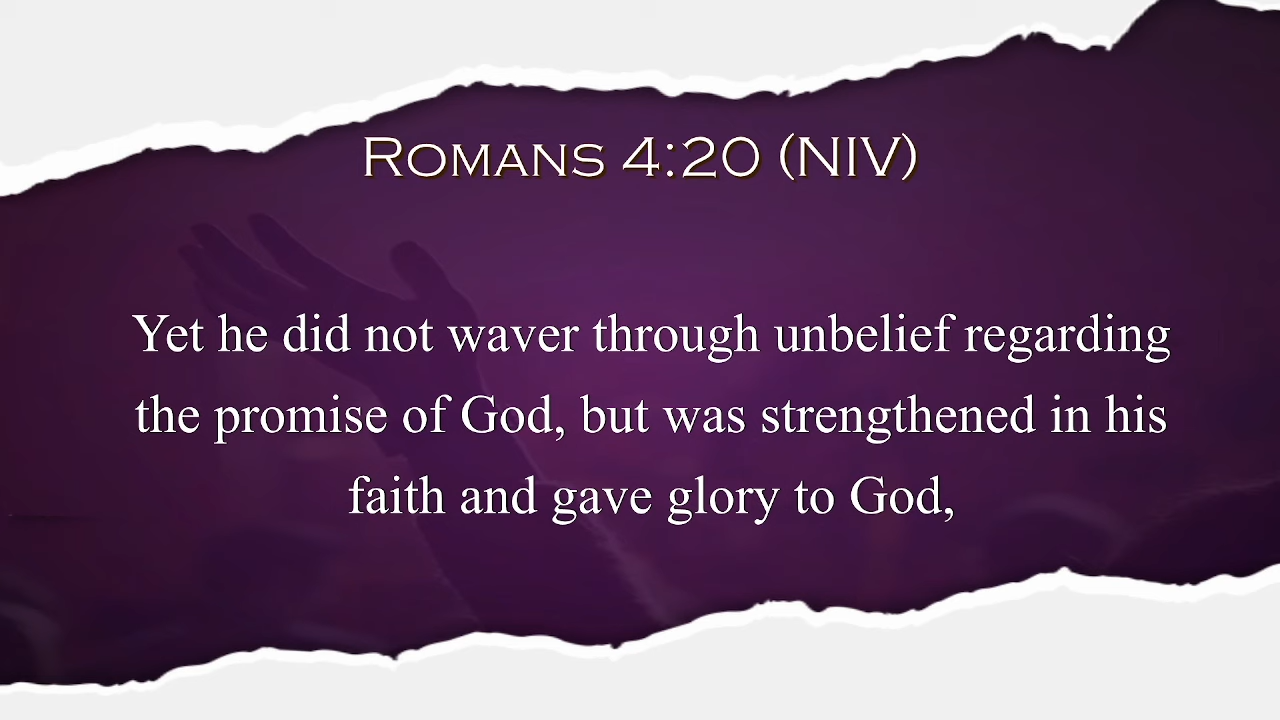 Romans 4:20 (NIV)
Yet he did not waver through unbelief regarding
the promise of God, but was strengthened in his
faith and gave glory to God,